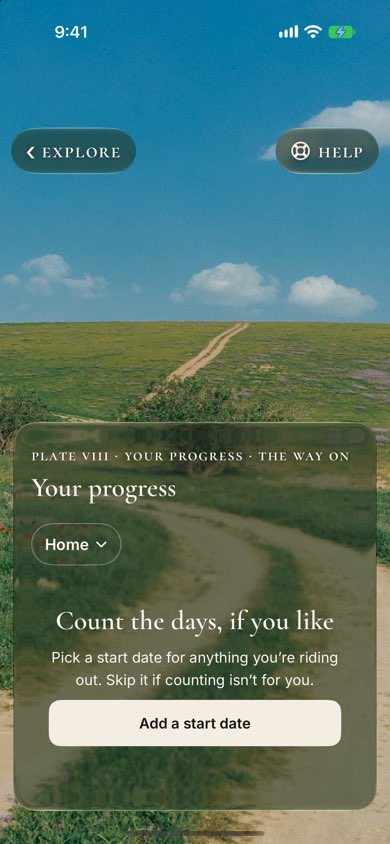 9:41
EXPLORE
HELP
PLATE VIII · YOUR PROGRESS · THE WAY ON
Your progress
Home
Count the days, if you like
Pick a start date for anything you’re riding
out. Skip it if counting isn’t for you.
Add a start date